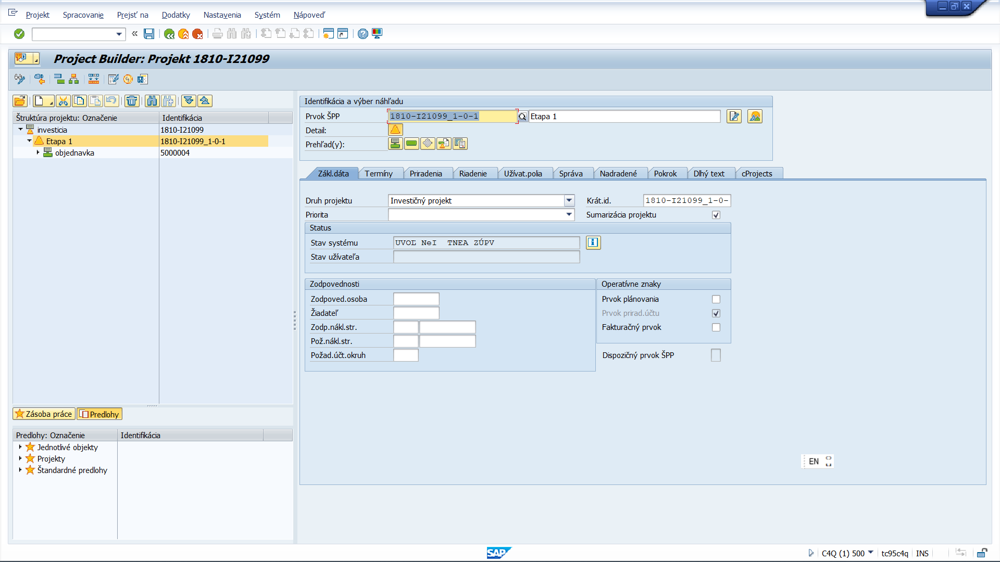 Projekt Spracovanie Prejsť na Dodatky Nastavenia Systém Nápoveď
Project Builder: Projekt 1810-I21099
Štruktúra projektu: Označenie Identifikácia
investicia 1810-I21099
Etapa 1 1810-I21099_1-0-1
objednavka 5000004
Zásoba práce Predlohy
Predlohy: Označenie Identifikácia
Jednotlivé objekty
Projekty
Štandardné predlohy
Identifikácia a výber náhľadu
Prvok ŠPP 1810-I21099_1-0-1 Etapa 1
Detail:
Prehľad(y):
Zákl.dáta Termíny Priradenia Riadenie Užívat.polia Správa Nadradené Pokrok Dlhý text cProjects
Druh projektu Investičný projekt Krát.id. 1810-I21099_1-0-
Priorita Sumarizácia projektu
Status
Stav systému UVOĽ NeI TNEA ZÚPV
Stav užívateľa
Zodpovednosti
Zodpoved.osoba
Žiadateľ
Zodp.nákl.str.
Pož.nákl.str.
Požad.účt.okruh
Operatívne znaky
Prvok plánovania
Prvok prirad.účtu
Fakturačný prvok
Dispozičný prvok ŠPP
EN
SAP C4Q (1) 500 tc95c4q INS